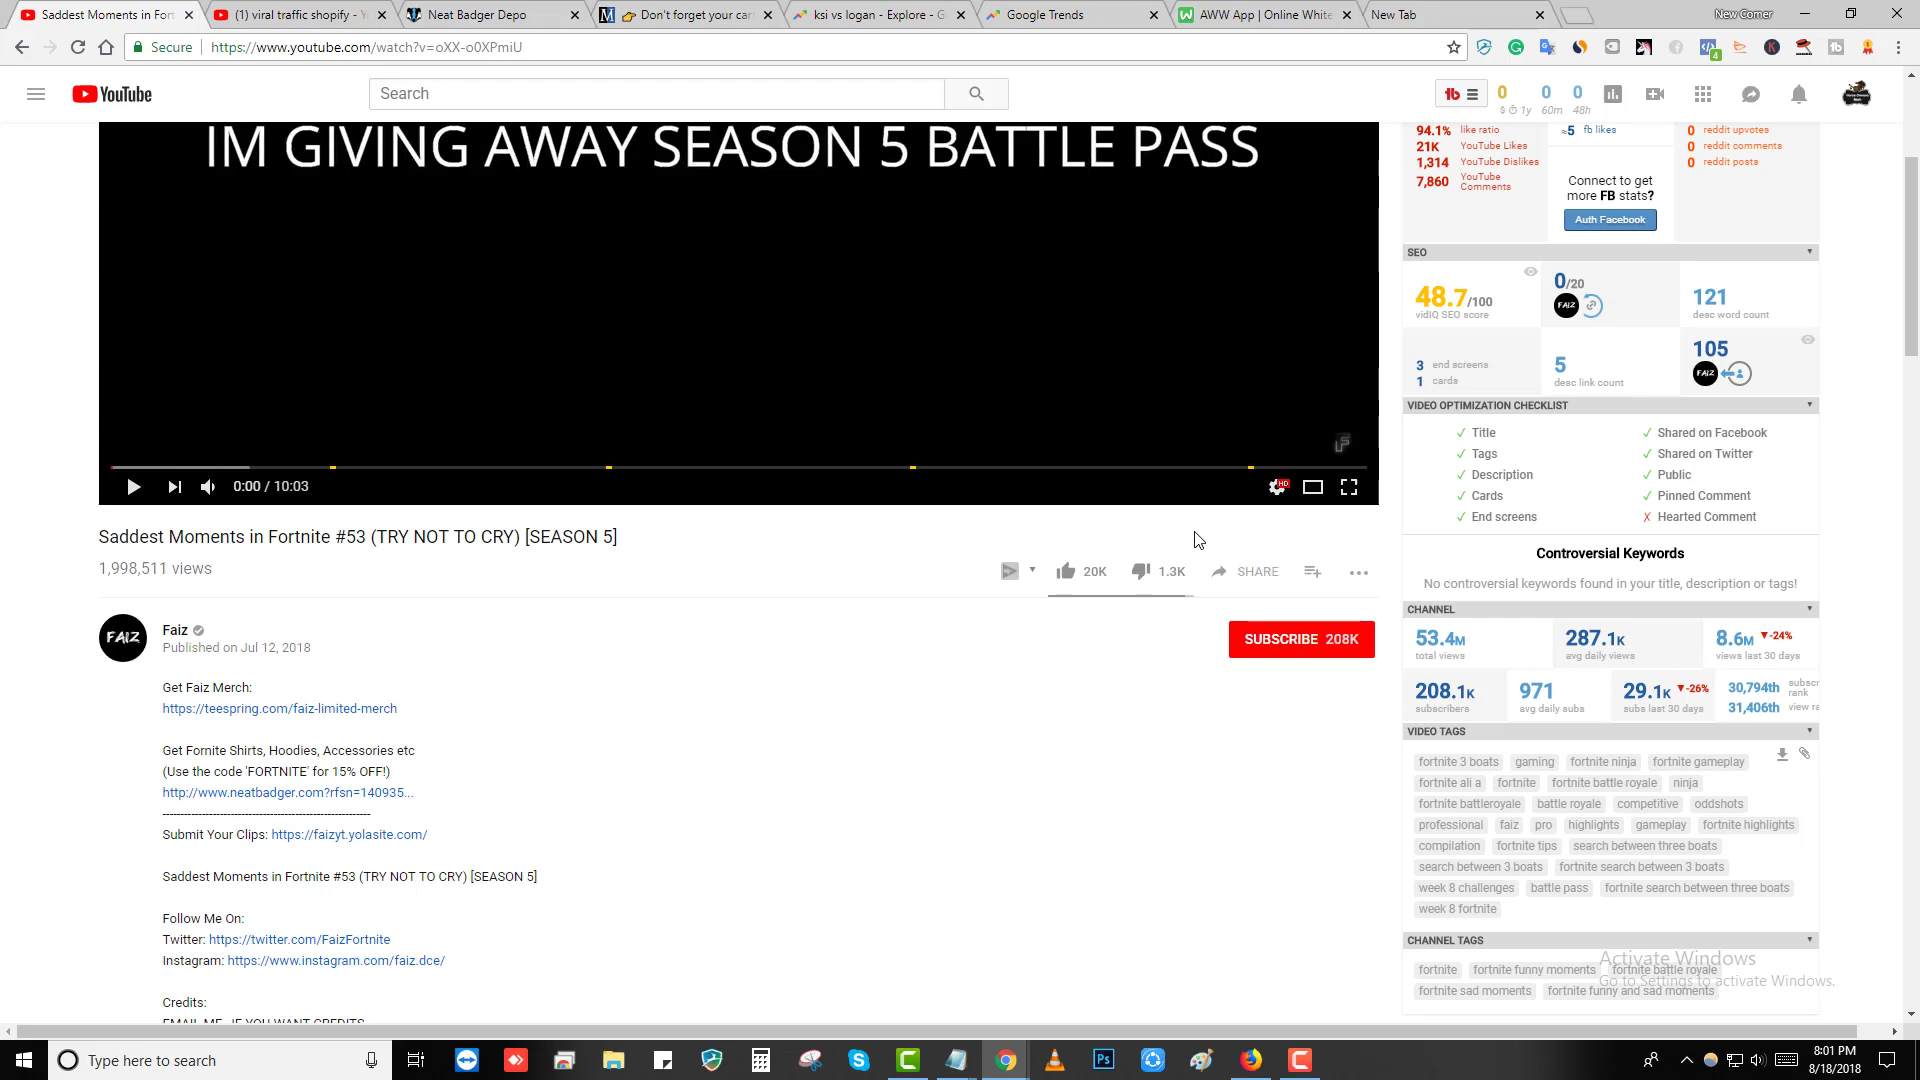 Saddest Moments in Fort
(1) viral traffic shopify - Y
Neat Badger Depo
Don't forget your car
ksi vs logan - Explore - G
Google Trends
AWW App | Online White
New Tab
New Comer
Secure
https://www.youtube.com/watch?v=oXX-o0XPmiU
4
YouTube
Search
tb
0
0
0
$
1y
60m
48h
IM GIVING AWAY SEASON 5 BATTLE PASS
94.1% like ratio
21K YouTube Likes
1,314 YouTube Dislikes
7,860 YouTube Comments
≈5 fb likes
Connect to get
more FB stats?
Auth Facebook
0 reddit upvotes
0 reddit comments
0 reddit posts
SEO
48.7/100
vidIQ SEO score
0/20
FAIZ
121
desc word count
3 end screens
1 cards
5
desc link count
105
FAIZ
VIDEO OPTIMIZATION CHECKLIST
✓ Title
✓ Shared on Facebook
✓ Tags
✓ Shared on Twitter
✓ Description
✓ Public
✓ Cards
✓ Pinned Comment
✓ End screens
✗ Hearted Comment
Controversial Keywords
No controversial keywords found in your title, description or tags!
0:00 / 10:03
HD
Saddest Moments in Fortnite #53 (TRY NOT TO CRY) [SEASON 5]
1,998,511 views
20K
1.3K
SHARE
FAIZ
Faiz
Published on Jul 12, 2018
SUBSCRIBE 208K
Get Faiz Merch:
https://teespring.com/faiz-limited-merch
Get Fornite Shirts, Hoodies, Accessories etc
(Use the code 'FORTNITE' for 15% OFF!)
http://www.neatbadger.com?rfsn=140935...
------------------------------------------------------------
Submit Your Clips: https://faizyt.yolasite.com/
Saddest Moments in Fortnite #53 (TRY NOT TO CRY) [SEASON 5]
Follow Me On:
Twitter: https://twitter.com/FaizFortnite
Instagram: https://www.instagram.com/faiz.dce/
Credits:
EMAIL ME, IF YOU WANT CREDITS
CHANNEL
53.4M
total views
287.1K
avg daily views
8.6M ▼-24%
views last 30 days
208.1K
subscribers
971
avg daily subs
29.1K ▼-26%
subs last 30 days
30,794th subscr
rank
31,406th view ra
VIDEO TAGS
fortnite 3 boats gaming fortnite ninja fortnite gameplay
fortnite ali a fortnite fortnite battle royale ninja
fortnite battleroyale battle royale competitive oddshots
professional faiz pro highlights gameplay fortnite highlights
compilation fortnite tips search between three boats
search between 3 boats fortnite search between 3 boats
week 8 challenges battle pass fortnite search between three boats
week 8 fortnite
CHANNEL TAGS
fortnite fortnite funny moments fortnite battle royale
fortnite sad moments fortnite funny and sad moments
Activate Windows
Go to Settings to activate Windows.
Type here to search
Ps
8:01 PM
8/18/2018